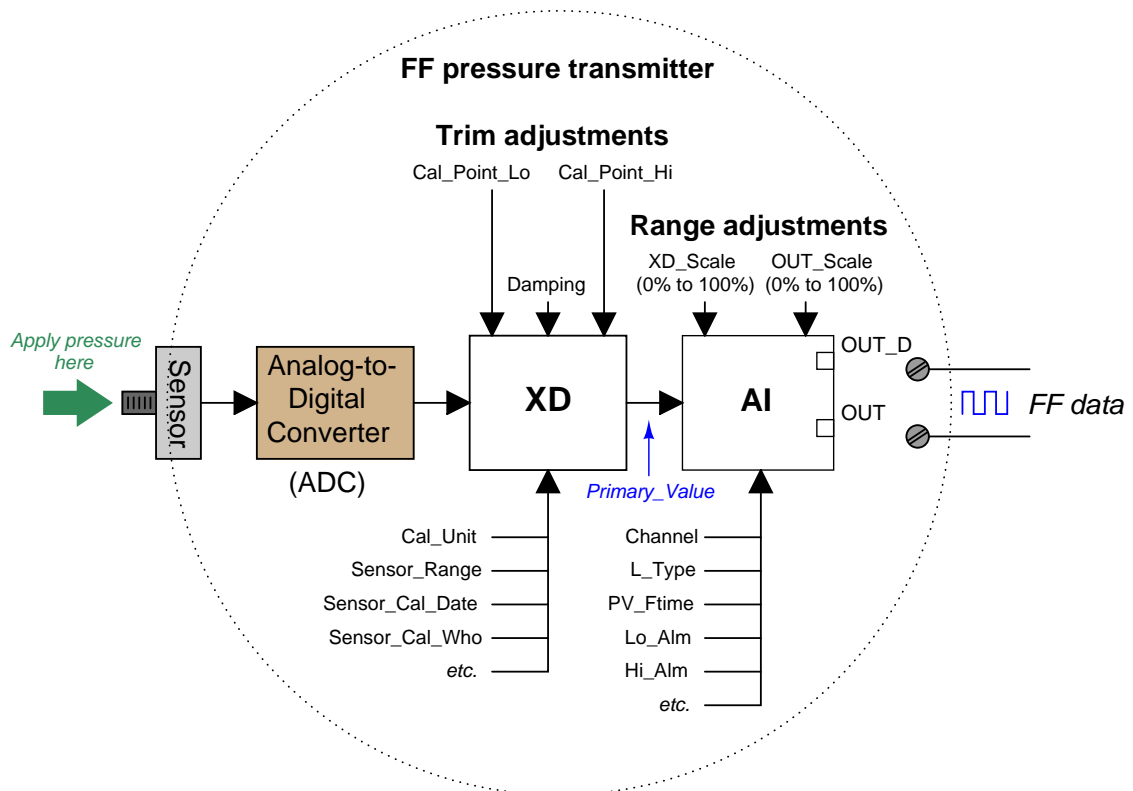 FF pressure transmitter
Trim adjustments
Cal_Point_Lo
Cal_Point_Hi
Range adjustments
XD_Scale
(0% to 100%)
OUT_Scale
(0% to 100%)
Damping
Apply pressure
here
Sensor
Analog-to-
Digital
Converter
(ADC)
XD
Primary_Value
AI
OUT_D
OUT
FF data
Cal_Unit
Sensor_Range
Sensor_Cal_Date
Sensor_Cal_Who
etc.
Channel
L_Type
PV_Ftime
Lo_Alm
Hi_Alm
etc.